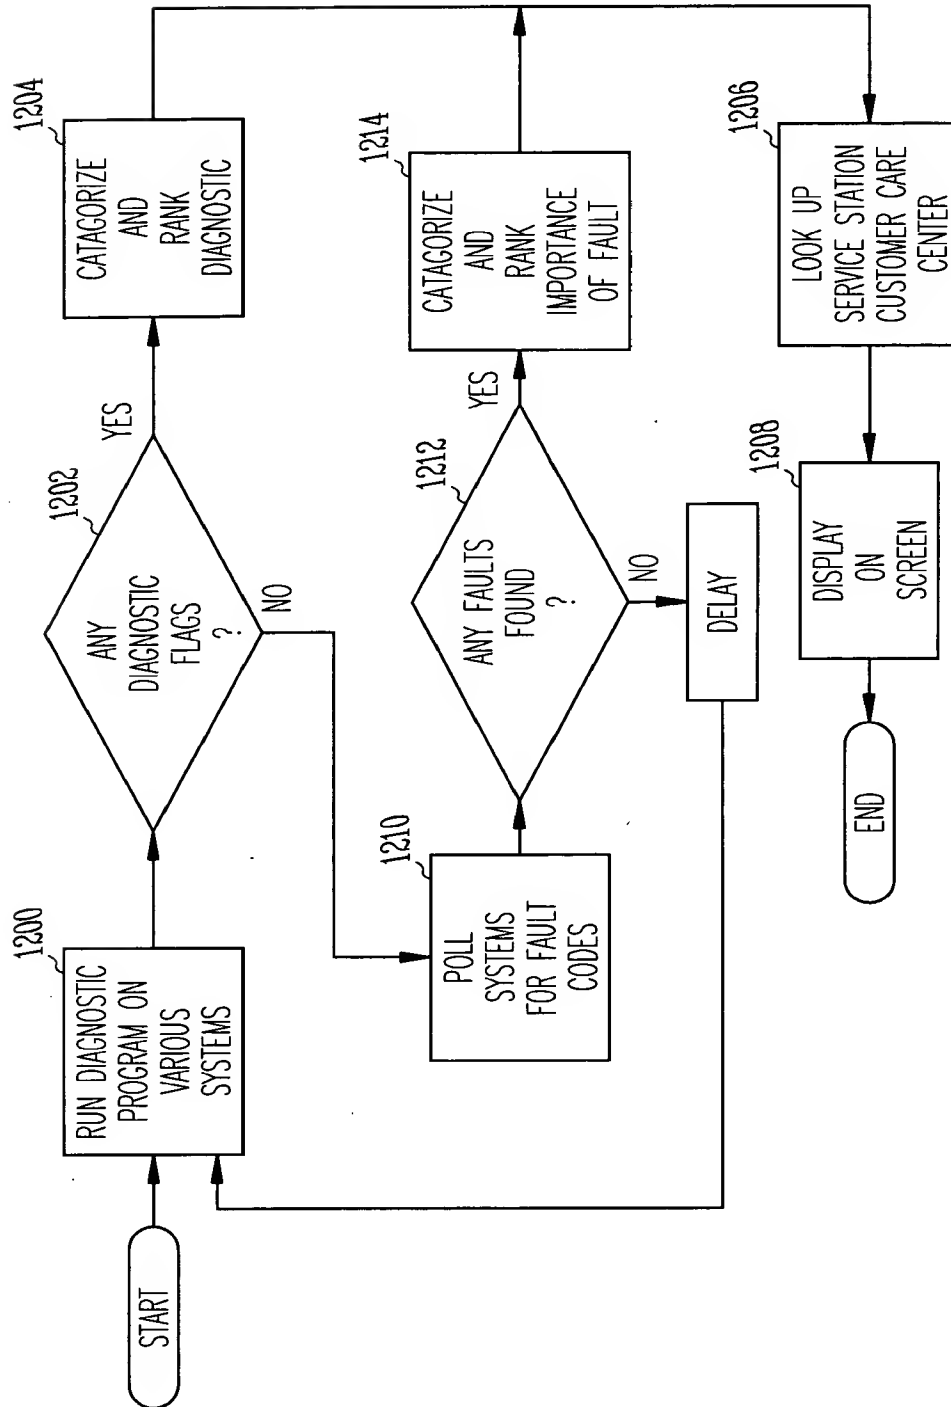 START
1200
RUN DIAGNOSTIC
PROGRAM ON
VARIOUS
SYSTEMS
1202
ANY
DIAGNOSTIC
FLAGS
?
YES
NO
1204
CATAGORIZE
AND
RANK
DIAGNOSTIC
1210
POLL
SYSTEMS
FOR FAULT
CODES
1212
ANY FAULTS
FOUND
?
YES
NO
1214
CATAGORIZE
AND
RANK
IMPORTANCE
OF FAULT
DELAY
1206
LOOK UP
SERVICE STATION
CUSTOMER CARE
CENTER
1208
DISPLAY
ON
SCREEN
END